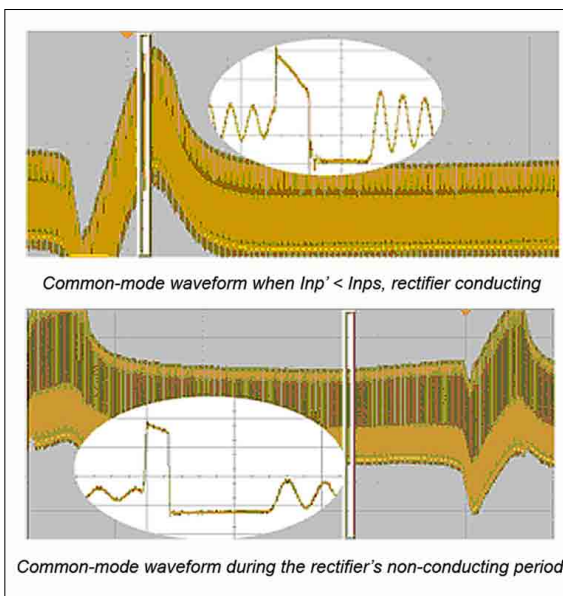 Common-mode waveform when Inp' < Inps, rectifier conducting
Common-mode waveform during the rectifier's non-conducting period